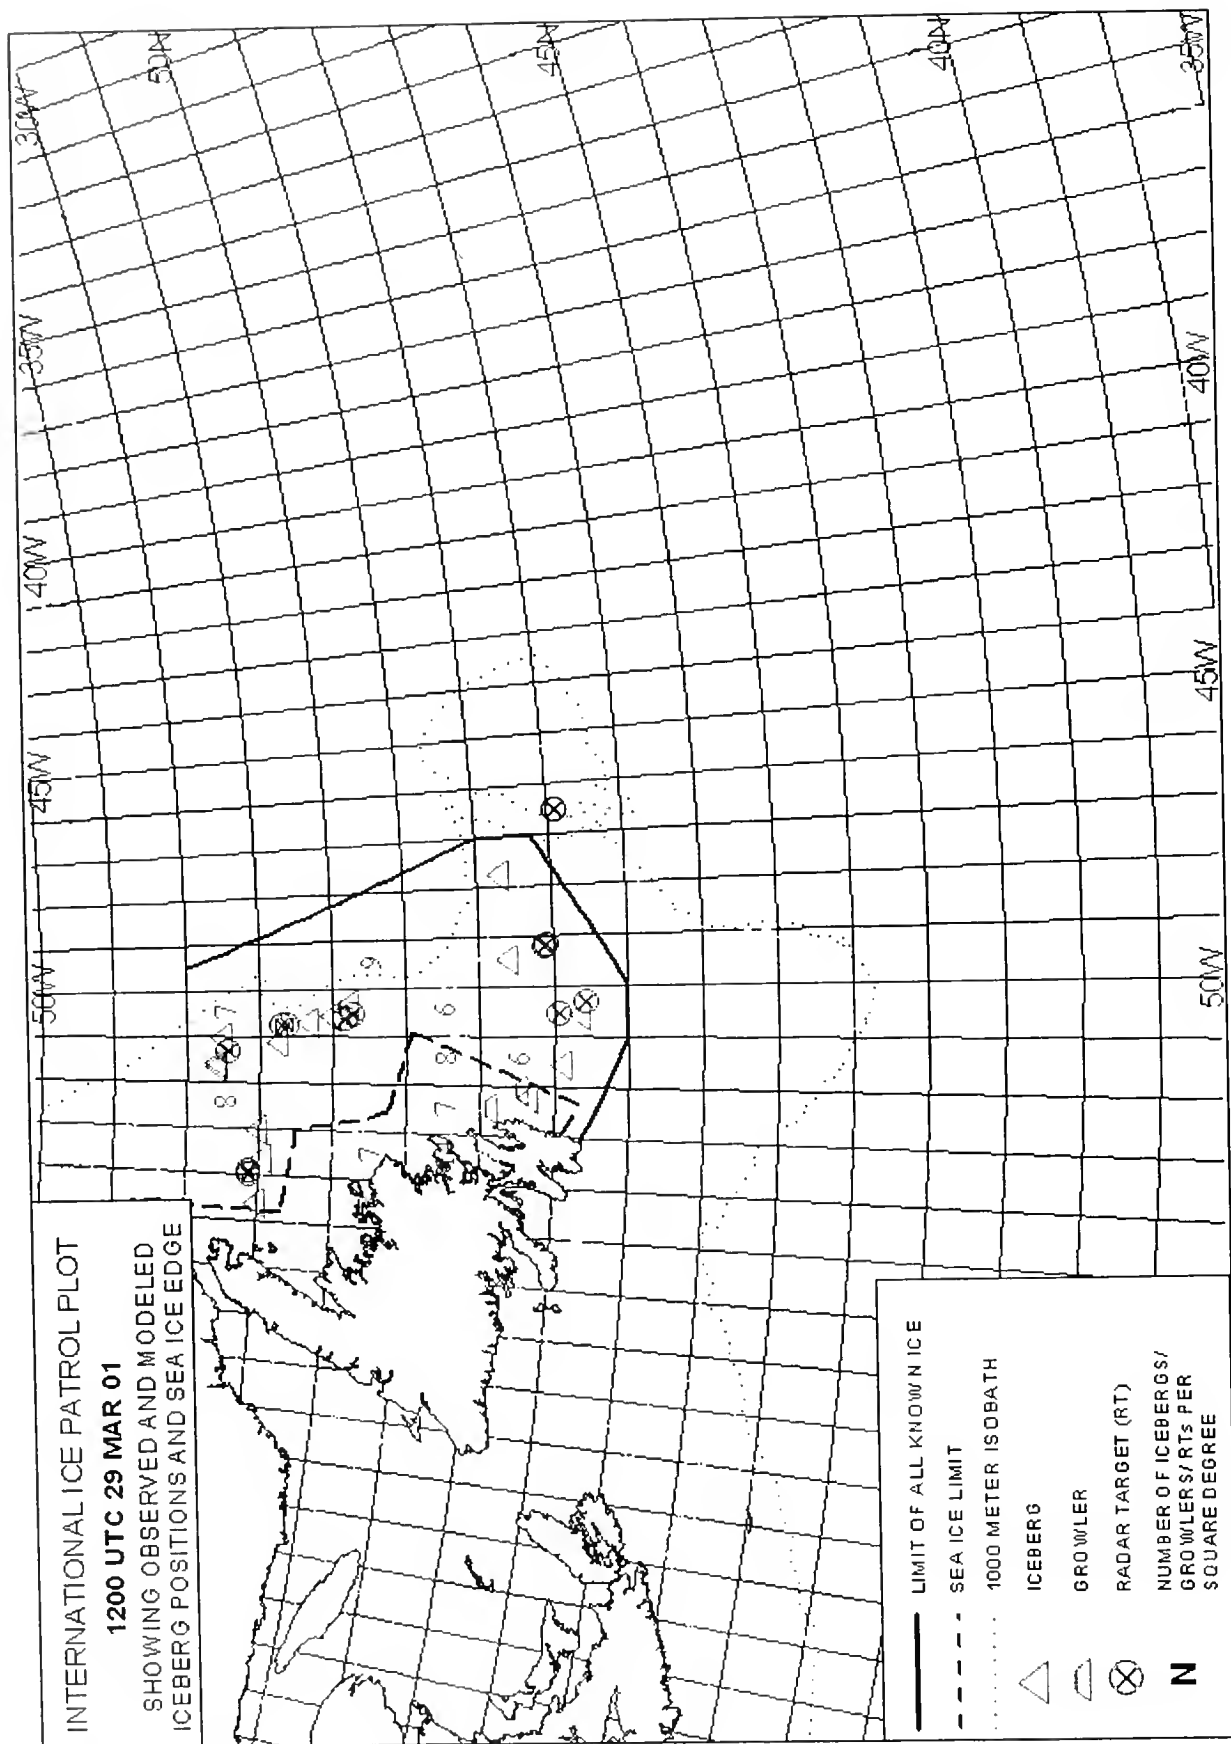 INTERNATIONAL ICE PATROL PLOT
1200 UTC 29 MAR 01
SHOWING OBSERVED AND MODELED
ICEBERG POSITIONS AND SEA ICE EDGE
50W
45W
40W
35W
30W
50N
45N
40N
35W
40W
45W
50W
8
7
9
7
7
8
6
6
LIMIT OF ALL KNOWN ICE
SEA ICE LIMIT
1000 METER ISOBATH
ICEBERG
GROWLER
RADAR TARGET (RT)
N
NUMBER OF ICEBERGS/
GROWLERS/RTs PER
SQUARE DEGREE